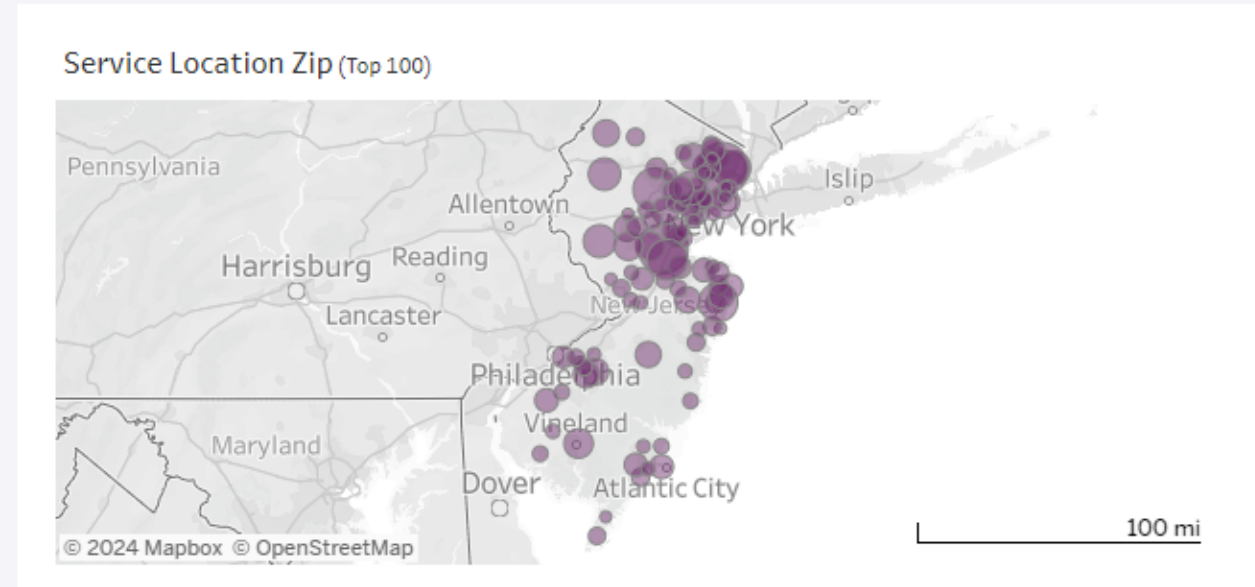 Service Location Zip (Top 100)
Pennsylvania
Islip
Allentown
New York
Harrisburg
Reading
New Jerse
Lancaster
Philadelphia
Vineland
Maryland
Dover
Atlantic City
100 mi
© 2024 Mapbox © OpenStreetMap